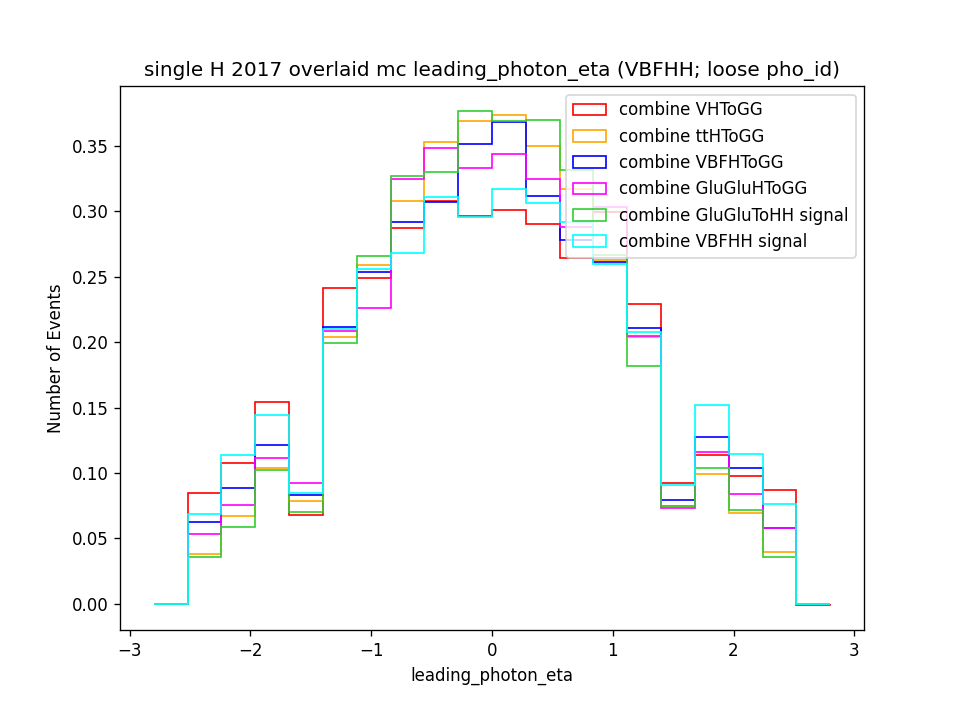 single H 2017 overlaid mc leading_photon_eta (VBFHH; loose pho_id)
combine VHToGG
combine ttHToGG
combine VBFHToGG
combine GluGluHToGG
combine GluGluToHH signal
combine VBFHH signal
Number of Events
0.35
0.30
0.25
0.20
0.15
0.10
0.05
0.00
−3 −2 −1 0 1 2 3
leading_photon_eta